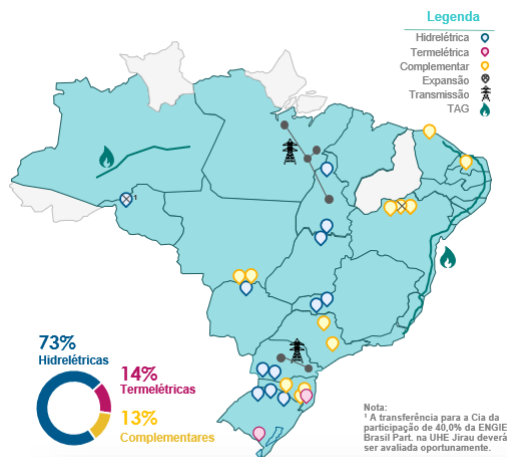 Legenda
Hidrelétrica
Termelétrica
Complementar
Expansão
Transmissão
TAG
1
73%
Hidrelétricas
14%
Termelétricas
13%
Complementares
Nota:
¹ A transferência para a Cia da
participação de 40,0% da ENGIE
Brasil Part. na UHE Jirau deverá
ser avaliada oportunamente.